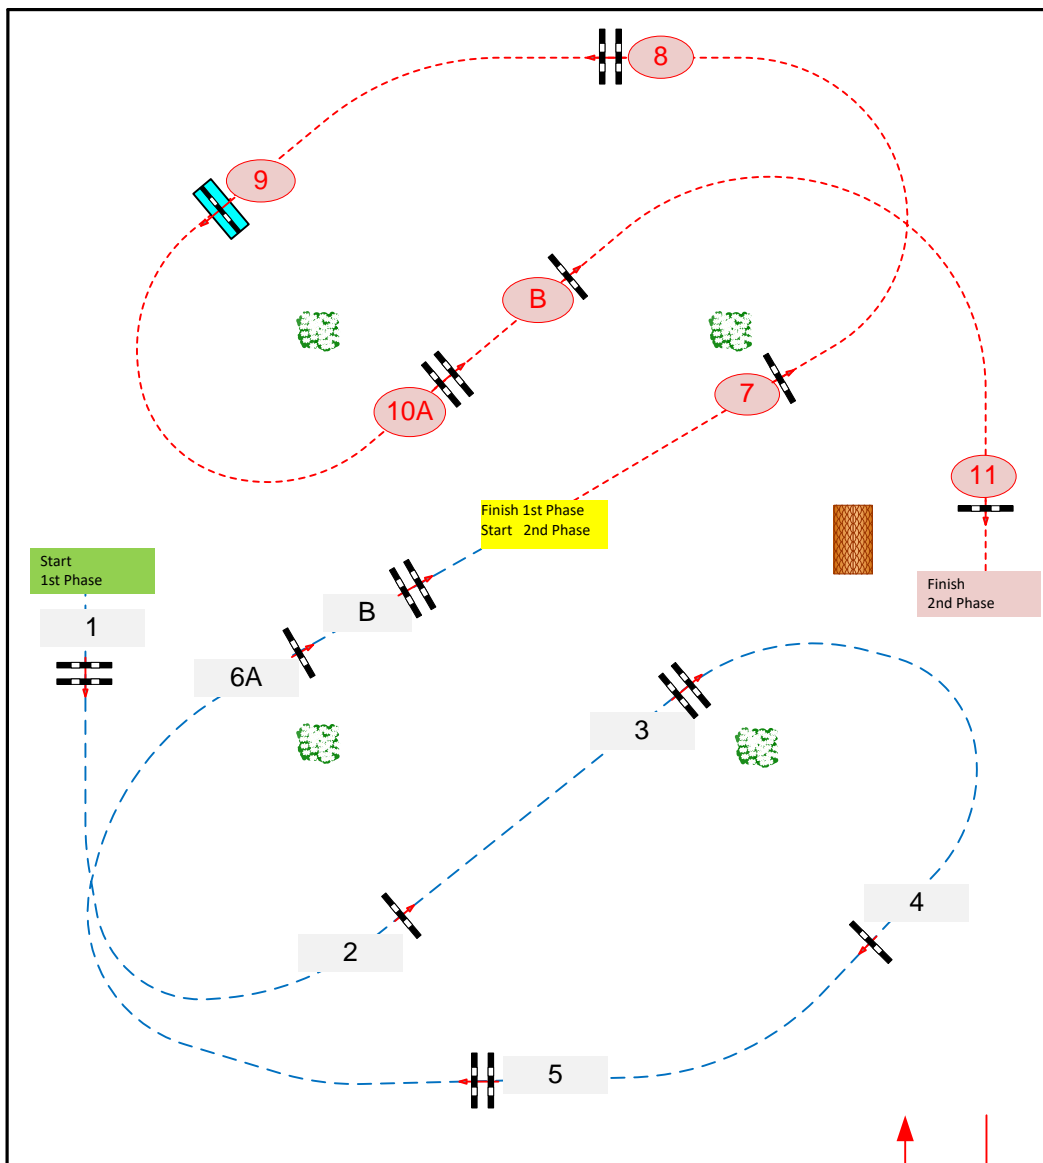 8
9
B
7
10A
11
Finish 1st Phase
Start 2nd Phase
Start
1st Phase
Finish
2nd Phase
1
B
6A
3
4
2
5